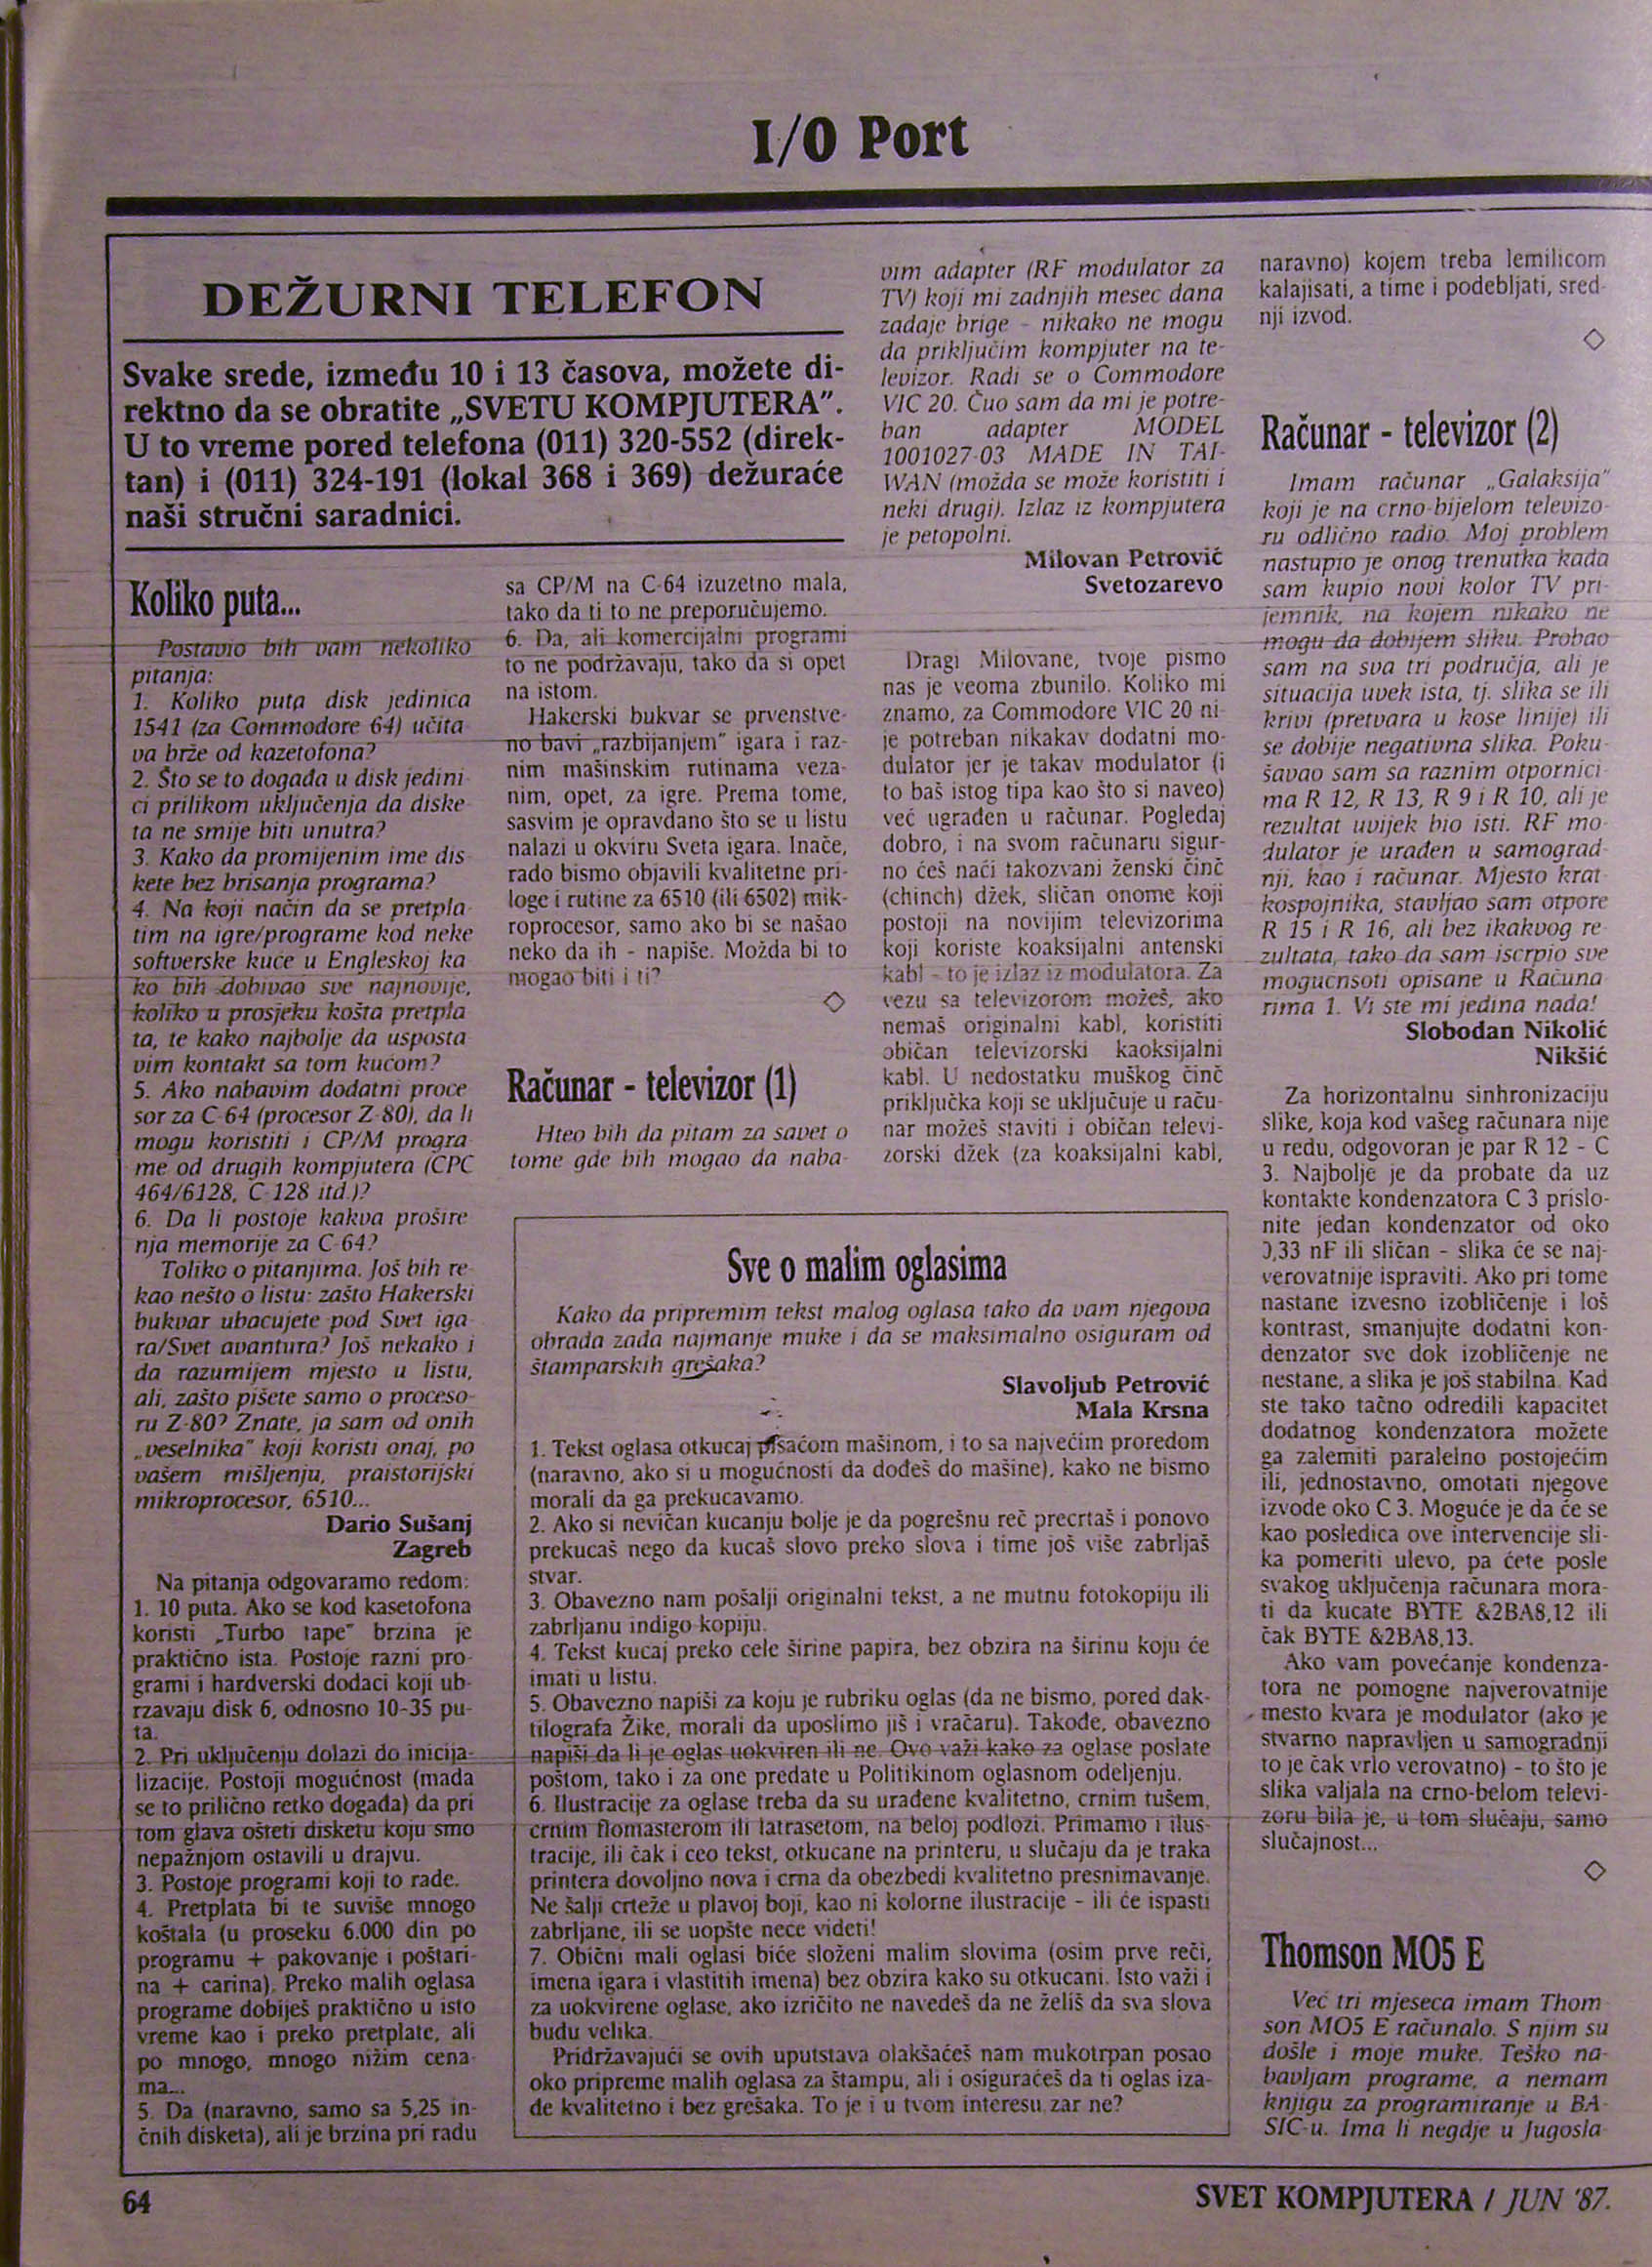 I/O Port
DEŽURNI TELEFON
Svake srede, između 10 i 13 časova, možete di-
rektno da se obratite „SVETU KOMPJUTERA”.
U to vreme pored telefona (011) 320-552 (direk-
tan) i (011) 324-191 (lokal 368 i 369) dežuraće
naši stručni saradnici.
Koliko puta...
Postavio bih vam nekoliko
pitanja:
1. Koliko puta disk jedinica
1541 (za Commodore 64) učita
va brže od kazetofona?
2. Što se to događa u disk jedini
ci prilikom uključenja da diske
ta ne smije biti unutra?
3. Kako da promijenim ime dis
kete bez brisanja programa?
4. Na koji način da se pretpla
tim na igre/programe kod neke
softverske kuće u Engleskoj ka
ko bih dobivao sve najnovije,
koliko u prosjeku košta pretpla
ta, te kako najbolje da usposta
vim kontakt sa tom kućom?
5. Ako nabavim dodatni proce
sor za C-64 (procesor Z-80), da li
mogu koristiti i CP/M progra
me od drugih kompjutera (CPC
464/6128, C-128 itd.)?
6. Da li postoje kakva prošire
nja memorije za C-64?
Toliko o pitanjima. Još bih re
kao nešto o listu: zašto Hakerski
bukvar ubacujete pod Svet iga
ra/Svet avantura? Još nekako i
da razumijem mjesto u listu,
ali, zašto pišete samo o proceso
ru Z-80? Znate, ja sam od onih
„veselnika” koji koristi onaj, po
vašem mišljenju, praistorijski
mikroprocesor, 6510...
Dario Sušanj
Zagreb
Na pitanja odgovaramo redom:
1. 10 puta. Ako se kod kasetofona
koristi „Turbo tape” brzina je
praktično ista. Postoje razni pro
grami i hardverski dodaci koji ub
rzavaju disk 6, odnosno 10-35 pu-
ta.
2. Pri uključenju dolazi do inicija-
lizacije. Postoji mogućnost (mada
se to prilično retko događa) da pri
tom glava ošteti disketu koju smo
nepažnjom ostavili u drajvu.
3. Postoje programi koji to rade.
4. Pretplata bi te suviše mnogo
koštala (u proseku 6.000 din po
programu + pakovanje i poštari-
na + carina). Preko malih oglasa
programe dobiješ praktično u isto
vreme kao i preko pretplate, ali
po mnogo, mnogo nižim cena-
ma...
5. Da (naravno, samo sa 5,25 in-
čnih disketa), ali je brzina pri radu
sa CP/M na C-64 izuzetno mala,
tako da ti to ne preporučujemo.
6. Da, ali komercijalni programi
to ne podržavaju, tako da si opet
na istom.
Hakerski bukvar se prvenstve-
no bavi „razbijanjem” igara i raz-
nim mašinskim rutinama veza-
nim, opet, za igre. Prema tome,
sasvim je opravdano što se u listu
nalazi u okviru Sveta igara. Inače,
rado bismo objavili kvalitetne pri-
loge i rutine za 6510 (ili 6502) mik-
roprocesor, samo ako bi se našao
neko da ih - napiše. Možda bi to
mogao biti i ti?
◇
Računar - televizor (1)
Hteo bih da pitam za savet o
tome gde bih mogao da naba-
vim adapter (RF modulator za
TV) koji mi zadnjih mesec dana
zadaje brige - nikako ne mogu
da priključim kompjuter na te-
levizor. Radi se o Commodore
VIC 20. Čuo sam da mi je potre-
ban adapter MODEL
1001027-03 MADE IN TAI-
WAN (možda se može koristiti i
neki drugi). Izlaz iz kompjutera
je petopolni.
Milovan Petrović
Svetozarevo
Dragi Milovane, tvoje pismo
nas je veoma zbunilo. Koliko mi
znamo, za Commodore VIC 20 ni-
je potreban nikakav dodatni mo-
dulator jer je takav modulator (i
to baš istog tipa kao što si naveo)
već ugrađen u računar. Pogledaj
dobro, i na svom računaru sigur-
no ćeš naći takozvani ženski činč
(chinch) džek, sličan onome koji
postoji na novijim televizorima
koji koriste koaksijalni antenski
kabl - to je izlaz iz modulatora. Za
vezu sa televizorom možeš, ako
nemaš originalni kabl, koristiti
običan televizorski kaoksijalni
kabl. U nedostatku muškog činč
priključka koji se uključuje u raču-
nar možeš staviti i običan televi-
zorski džek (za koaksijalni kabl,
naravno) kojem treba lemilicom
kalajisati, a time i podebljati, sred-
nji izvod.
◇
Sve o malim oglasima
Kako da pripremim tekst malog oglasa tako da vam njegova
obrada zada najmanje muke i da se maksimalno osiguram od
štamparskih grešaka?
Slavoljub Petrović
Mala Krsna
1. Tekst oglasa otkucaj pisaćom mašinom, i to sa najvećim proredom
(naravno, ako si u mogućnosti da dođeš do mašine), kako ne bismo
morali da ga prekucavamo.
2. Ako si nevičan kucanju bolje je da pogrešnu reč precrtaš i ponovo
prekucaš nego da kucaš slovo preko slova i time još više zabrljaš
stvar.
3. Obavezno nam pošalji originalni tekst, a ne mutnu fotokopiju ili
zabrljanu indigo kopiju.
4. Tekst kucaj preko cele širine papira, bez obzira na širinu koju će
imati u listu.
5. Obavezno napiši za koju je rubriku oglas (da ne bismo, pored dak-
tilografa Žike, morali da uposlimo jiš i vračaru). Takođe, obavezno
napiši da li je oglas uokviren ili ne. Ovo važi kako za oglase poslate
poštom, tako i za one predate u Politikinom oglasnom odeljenju.
6. Ilustracije za oglase treba da su urađene kvalitetno, crnim tušem,
crnim flomasterom ili latrasetom, na beloj podlozi. Primamo i ilus-
tracije, ili čak i ceo tekst, otkucane na printeru, u slučaju da je traka
printera dovoljno nova i crna da obezbedi kvalitetno presnimavanje.
Ne šalji crteže u plavoj boji, kao ni kolorne ilustracije - ili će ispasti
zabrljane, ili se uopšte neće videti!
7. Obični mali oglasi biće složeni malim slovima (osim prve reči,
imena igara i vlastitih imena) bez obzira kako su otkucani. Isto važi i
za uokvirene oglase, ako izričito ne navedeš da ne želiš da sva slova
budu velika.
Pridržavajući se ovih uputstava olakšaćeš nam mukotrpan posao
oko pripreme malih oglasa za štampu, ali i osiguraćeš da ti oglas iza-
đe kvalitetno i bez grešaka. To je i u tvom interesu, zar ne?
Računar - televizor (2)
Imam računar „Galaksija”
koji je na crno-bijelom televizo-
ru odlično radio. Moj problem
nastupio je onog trenutka kada
sam kupio novi kolor TV pri-
jemnik, na kojem nikako ne
mogu da dobijem sliku. Probao
sam na sva tri područja, ali je
situacija uvek ista, tj. slika se ili
krivi (pretvara u kose linije) ili
se dobije negativna slika. Poku-
šavao sam sa raznim otpornici
ma R 12, R 13, R 9 i R 10, ali je
rezultat uvijek bio isti. RF mo-
dulator je urađen u samograd-
nji, kao i računar. Mjesto krat
kospojnika, stavljao sam otpore
R 15 i R 16, ali bez ikakvog re
zultata, tako da sam iscrpio sve
mogućnsoti opisane u Računa
rima 1. Vi ste mi jedina nada!
Slobodan Nikolić
Nikšić
Za horizontalnu sinhronizaciju
slike, koja kod vašeg računara nije
u redu, odgovoran je par R 12 - C
3. Najbolje je da probate da uz
kontakte kondenzatora C 3 prislo-
nite jedan kondenzator od oko
0,33 nF ili sličan - slika će se naj-
verovatnije ispraviti. Ako pri tome
nastane izvesno izobličenje i loš
kontrast, smanjujte dodatni kon-
denzator sve dok izobličenje ne
nestane, a slika je još stabilna. Kad
ste tako tačno odredili kapacitet
dodatnog kondenzatora možete
ga zalemiti paralelno postojećim
ili, jednostavno, omotati njegove
izvode oko C 3. Moguće je da će se
kao posledica ove intervencije sli-
ka pomeriti ulevo, pa ćete posle
svakog uključenja računara mora-
ti da kucate BYTE &2BA8,12 ili
čak BYTE &2BA8,13.
Ako vam povećanje kondenza-
tora ne pomogne najverovatnije
mesto kvara je modulator (ako je
stvarno napravljen u samogradnji
to je čak vrlo verovatno) - to što je
slika valjala na crno-belom televi-
zoru bila je, u tom slučaju, samo
slučajnost...
◇
Thomson MO5 E
Već tri mjeseca imam Thom
son MO5 E računalo. S njim su
došle i moje muke. Teško na-
bavljam programe, a nemam
knjigu za programiranje u BA-
SIC-u. Ima li negdje u Jugosla
64
SVET KOMPJUTERA / JUN '87.